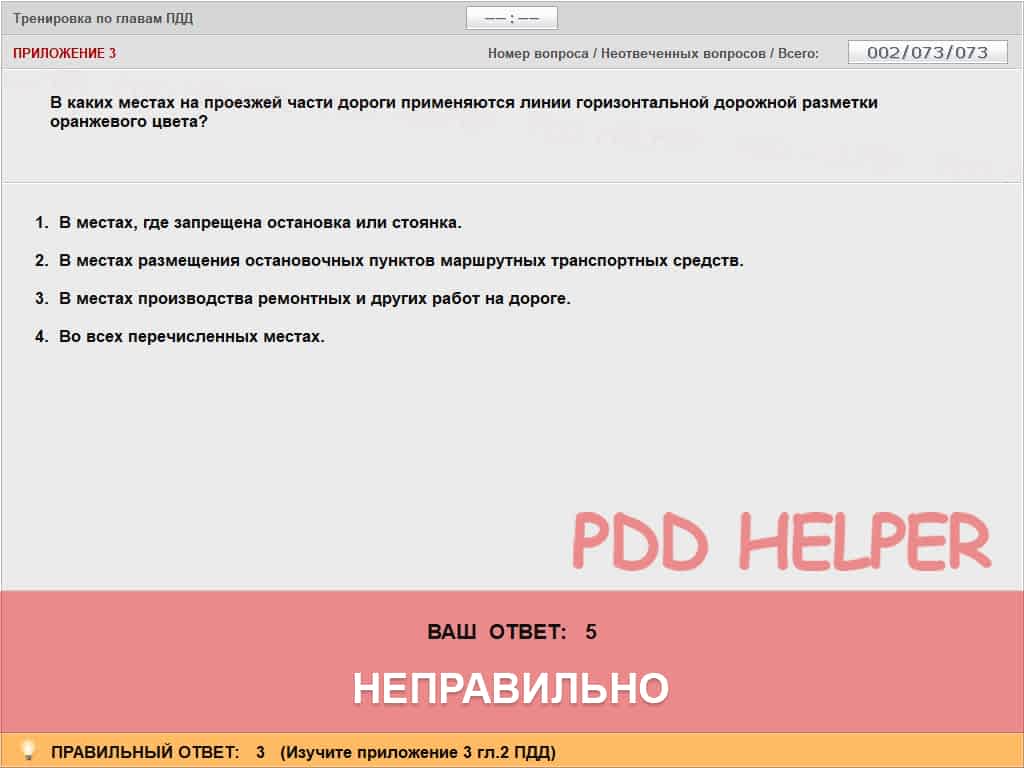 Тренировка по главам ПДД
—— : ——
ПРИЛОЖЕНИЕ 3
Номер вопроса / Неотвеченных вопросов / Всего: 002/073/073
В каких местах на проезжей части дороги применяются линии горизонтальной дорожной разметки
оранжевого цвета?
1. В местах, где запрещена остановка или стоянка.
2. В местах размещения остановочных пунктов маршрутных транспортных средств.
3. В местах производства ремонтных и других работ на дороге.
4. Во всех перечисленных местах.
PDD HELPER
ВАШ ОТВЕТ: 5
НЕПРАВИЛЬНО
ПРАВИЛЬНЫЙ ОТВЕТ: 3 (Изучите приложение 3 гл.2 ПДД)